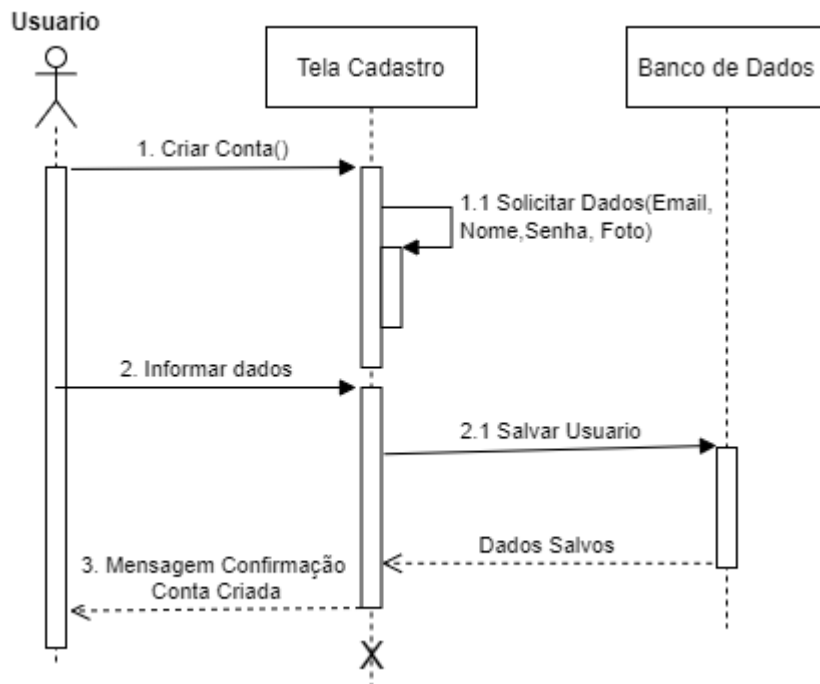 Usuario
Tela Cadastro
Banco de Dados
1. Criar Conta()
1.1 Solicitar Dados(Email,
Nome,Senha, Foto)
2. Informar dados
2.1 Salvar Usuario
Dados Salvos
3. Mensagem Confirmação
Conta Criada